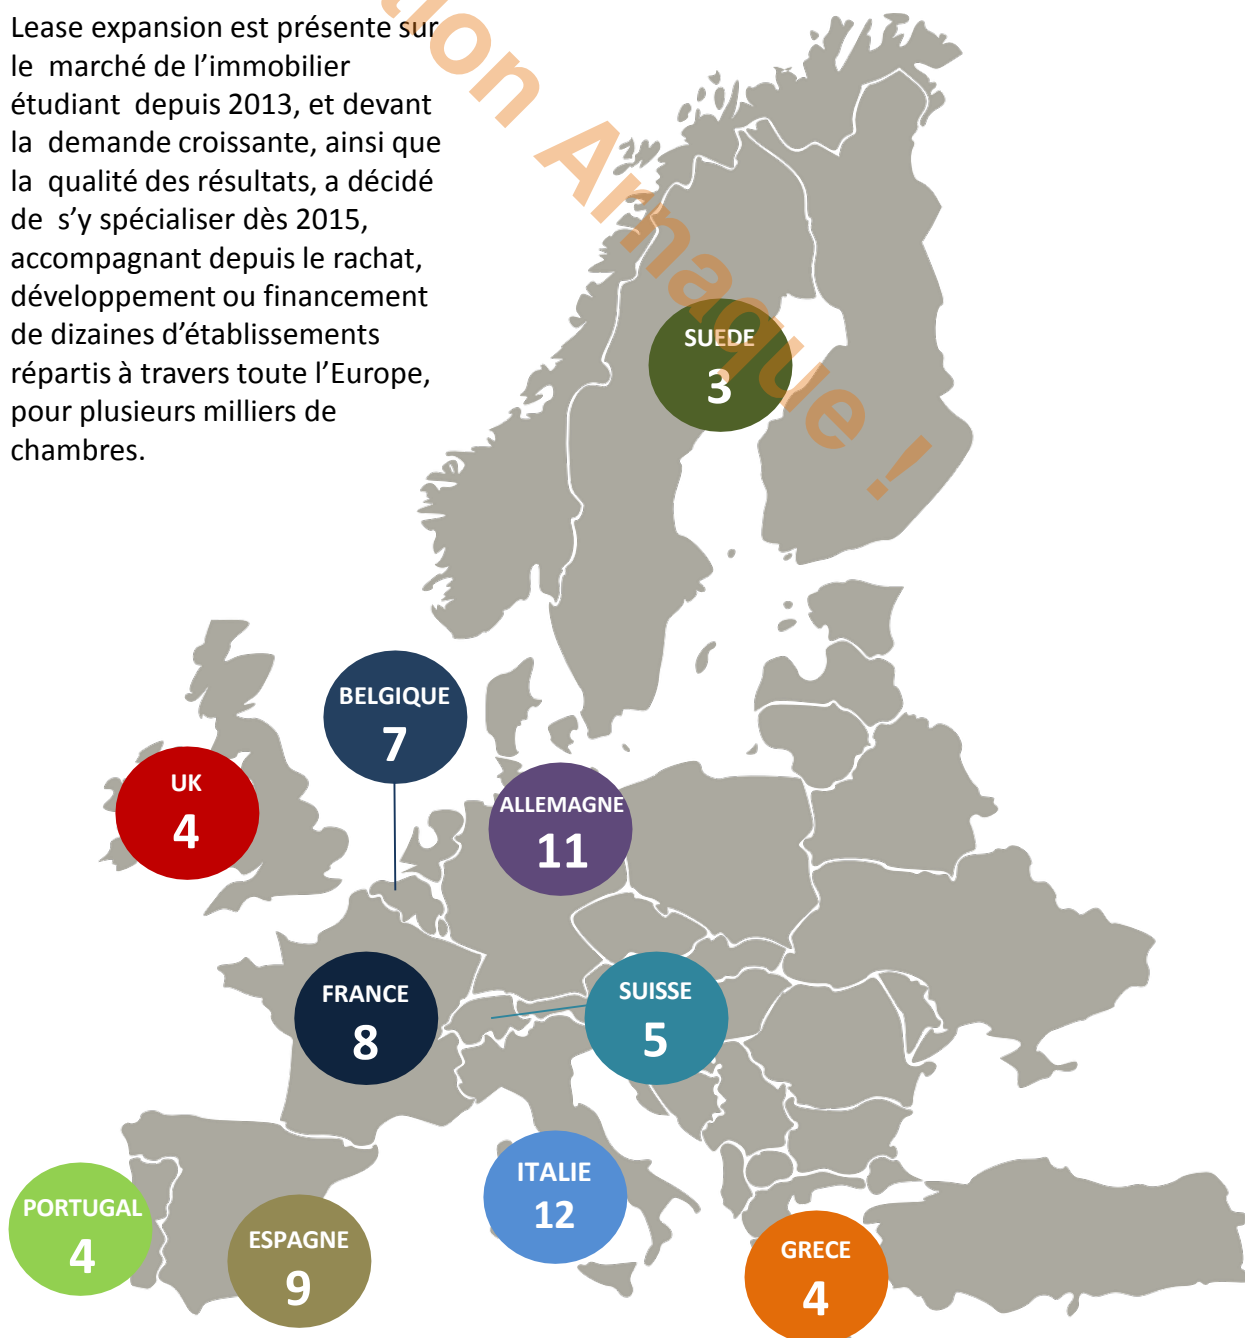 Lease expansion est présente sur
le marché de l’immobilier
étudiant depuis 2013, et devant
la demande croissante, ainsi que
la qualité des résultats, a décidé
de s’y spécialiser dès 2015,
accompagnant depuis le rachat,
développement ou financement
de dizaines d’établissements
répartis à travers toute l’Europe,
pour plusieurs milliers de
chambres.
tion Arnaque !
SUEDE
3
BELGIQUE
7
UK
4
ALLEMAGNE
11
FRANCE
8
SUISSE
5
ITALIE
12
PORTUGAL
4
ESPAGNE
9
GRECE
4